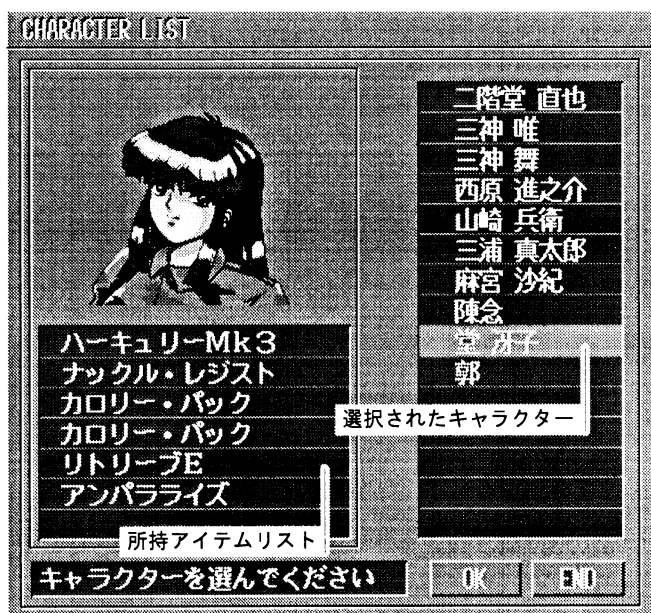 CHARACTER LIST
二階堂 直也
三神 唯
三神 舞
西原 進之介
山崎 兵衛
三浦 真太郎
麻宮 沙紀
陳念
堂 冴子
郭
選択されたキャラクター
ハーキュリーMk3
ナックル・レジスト
カロリー・パック
カロリー・パック
リトリーブE
アンパラライズ
所持アイテムリスト
キャラクターを選んでください
OK
END